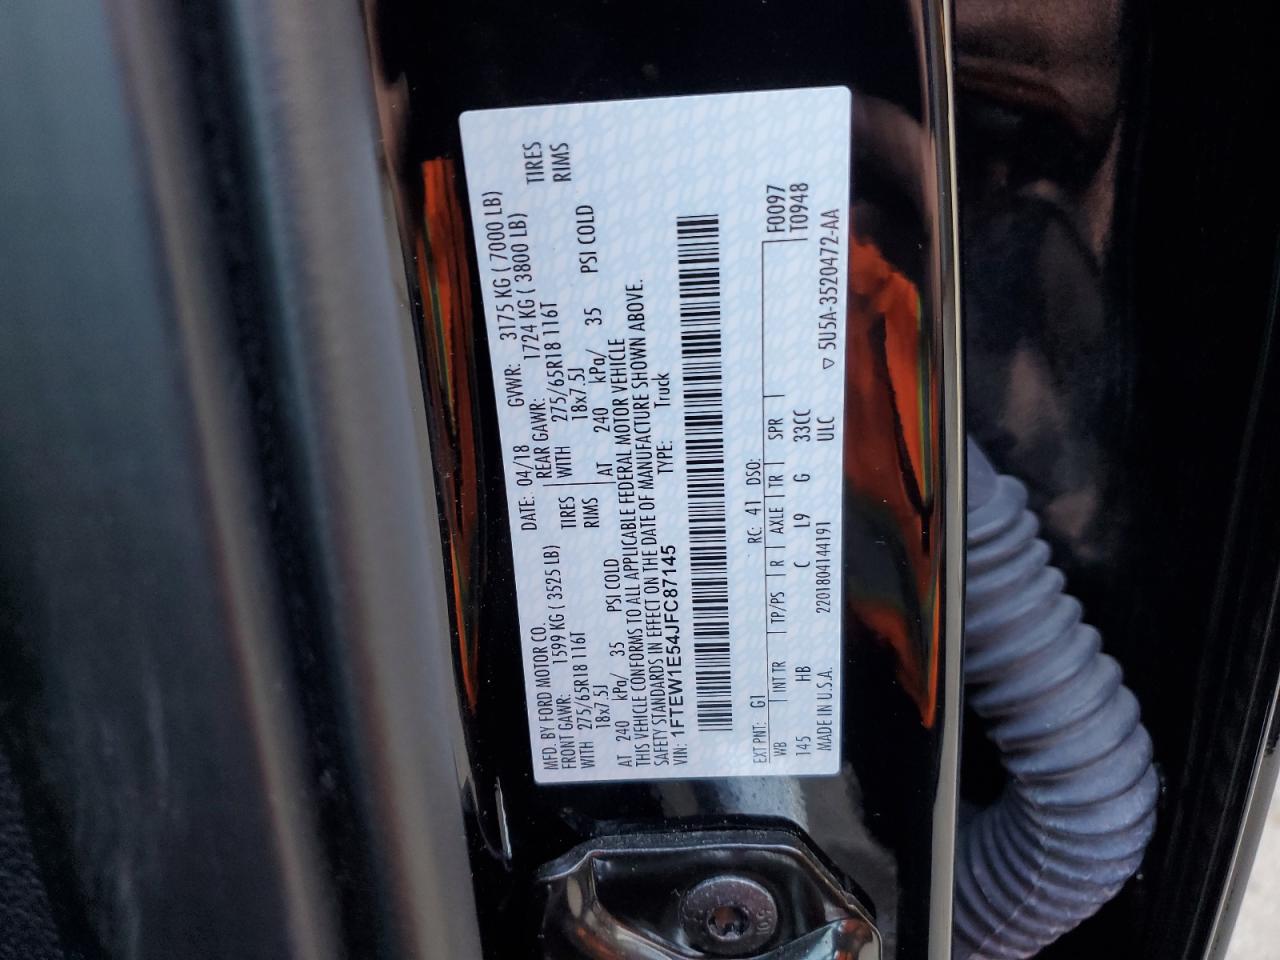 MFD. BY FORD MOTOR CO.
DATE: 04/18 GVWR: 3175 KG ( 7000 LB)
FRONT GAWR: 1599 KG ( 3525 LB)
REAR GAWR: 1724 KG ( 3800 LB)
WITH 275/65R18 116T TIRES WITH 275/65R18 116T TIRES
18x7.5J RIMS 18x7.5J RIMS
AT 240 kPa/ 35 PSI COLD AT 240 kPa/ 35 PSI COLD
THIS VEHICLE CONFORMS TO ALL APPLICABLE FEDERAL MOTOR VEHICLE
SAFETY STANDARDS IN EFFECT ON THE DATE OF MANUFACTURE SHOWN ABOVE.
VIN: 1FTEW1E54JFC87145 TYPE: Truck
EXT PNT: G1 RC: 41 DSO: F0097
WB INT TR TP/PS R AXLE TR SPR T0948
145 HB C L9 G 33CC
MADE IN U.S.A. 2201804144191 ULC ▽ 5U5A-3520472-AA